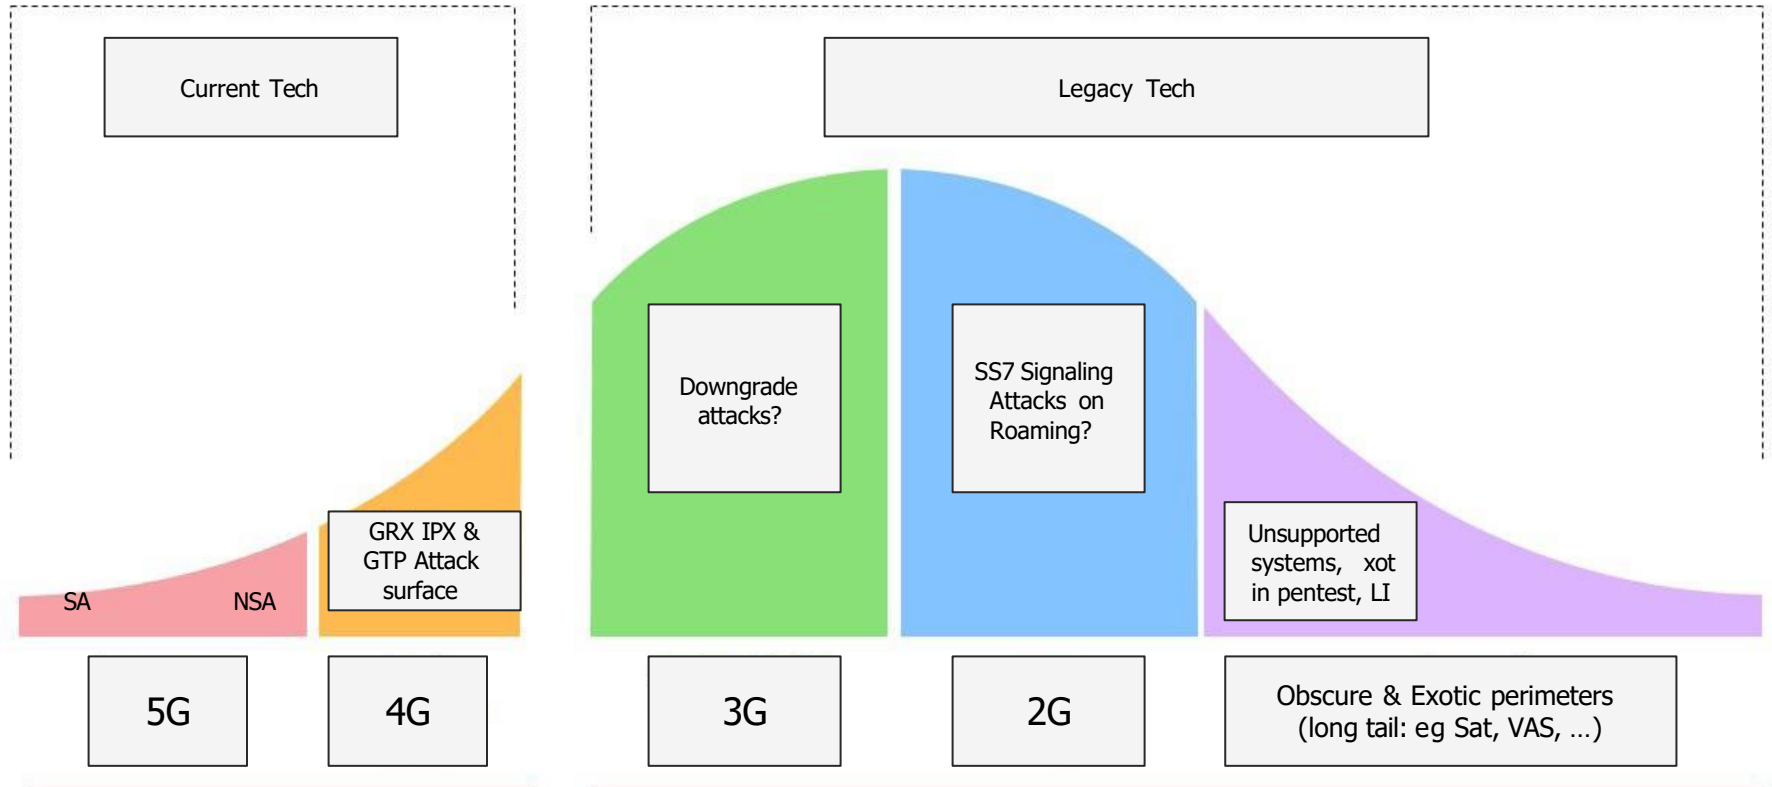 Current Tech
Legacy Tech
Downgrade
attacks?
SS7 Signaling
Attacks on
Roaming?
GRX IPX &
GTP Attack
surface
Unsupported
systems, xot
in pentest, LI
SA
NSA
5G
4G
3G
2G
Obscure & Exotic perimeters
(long tail: eg Sat, VAS, ...)